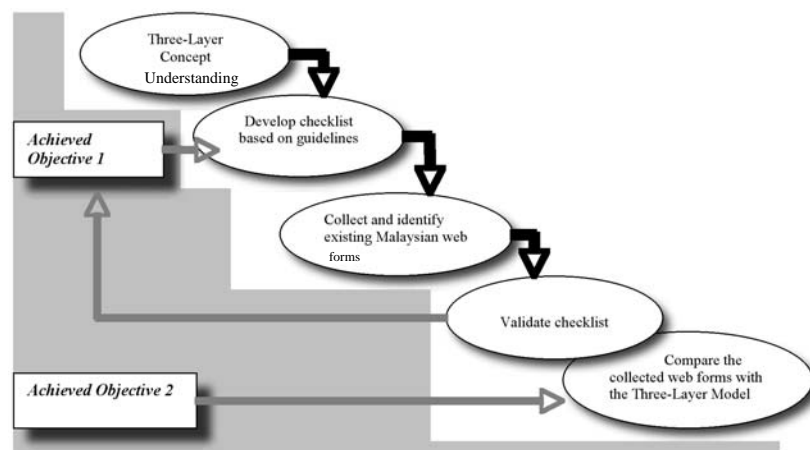 Three-Layer
Concept
Understanding
Develop checklist
based on guidelines
Achieved
Objective 1
Collect and identify
existing Malaysian web
forms
Validate checklist
Compare the
collected web forms with
the Three-Layer Model
Achieved Objective 2